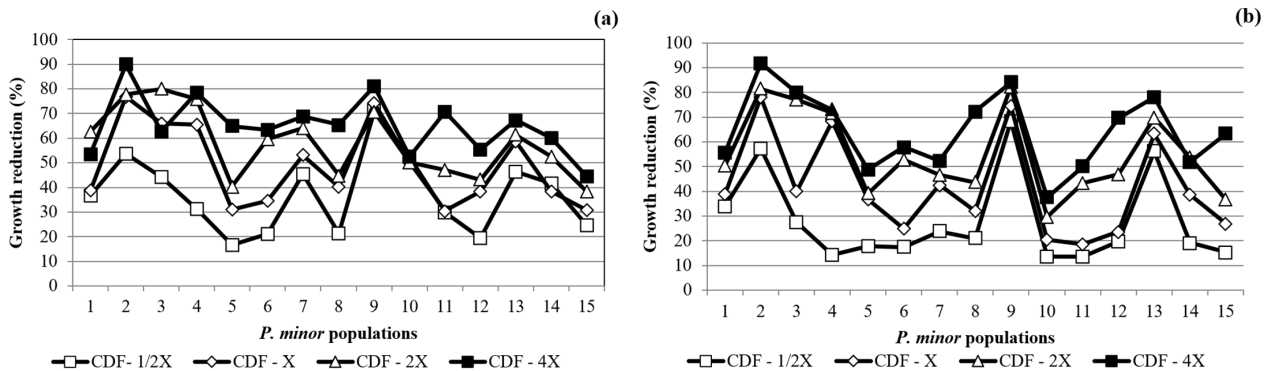 (a)
Growth reduction (%)
100
90
80
70
60
50
40
30
20
10
0
1 2 3 4 5 6 7 8 9 10 11 12 13 14 15
P. minor populations
CDF- 1/2X CDF - X CDF - 2X CDF - 4X
(b)
Growth reduction (%)
100
90
80
70
60
50
40
30
20
10
0
1 2 3 4 5 6 7 8 9 10 11 12 13 14 15
P. minor populations
CDF- 1/2X CDF - X CDF - 2X CDF - 4X